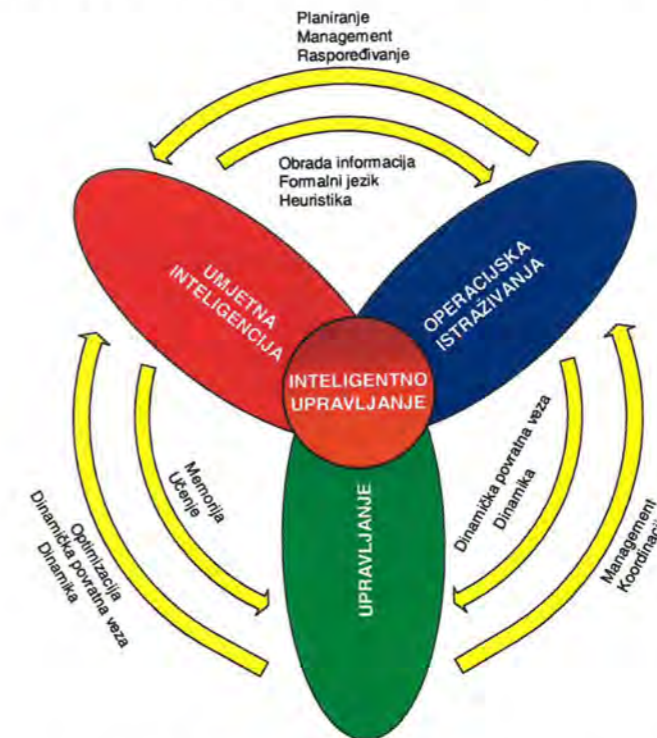 Planiranje
Management
Raspoređivanje
Obrada informacija
Formalni jezik
Heuristika
UMJETNA
INTELIGENCIJA
OPERACIJSKA
ISTRAŽIVANJA
INTELIGENTNO
UPRAVLJANJE
UPRAVLJANJE
Memorija
Učenje
Optimizacija
Dinamička povratna veza
Dinamika
Dinamička povratna veza
Dinamika
Management